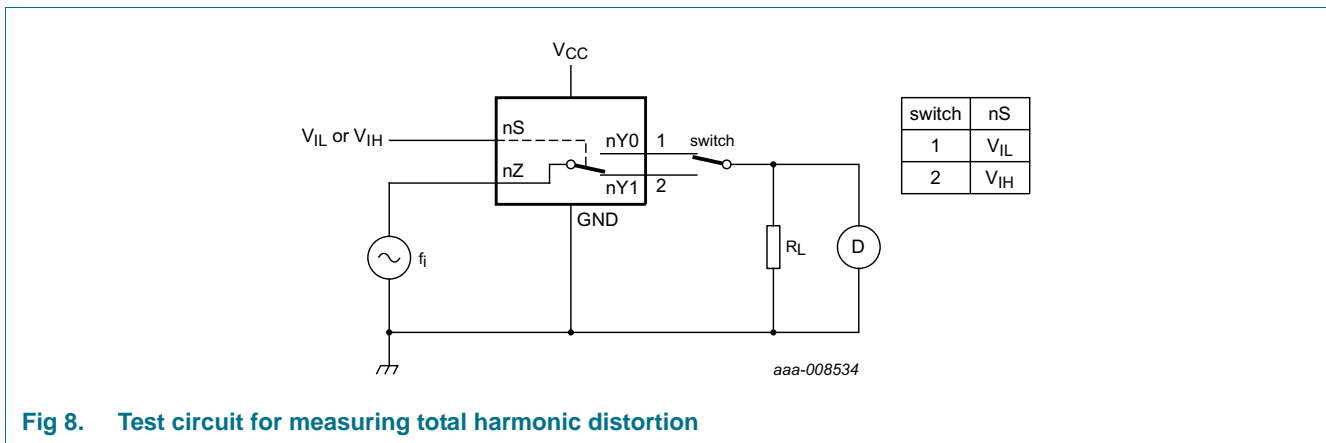 VCC
switch nS
1 VIL
2 VIH
VIL or VIH
nS
nY0 1 switch
nZ
nY1 2
GND
fi
RL
D
aaa-008534
Fig 8. Test circuit for measuring total harmonic distortion